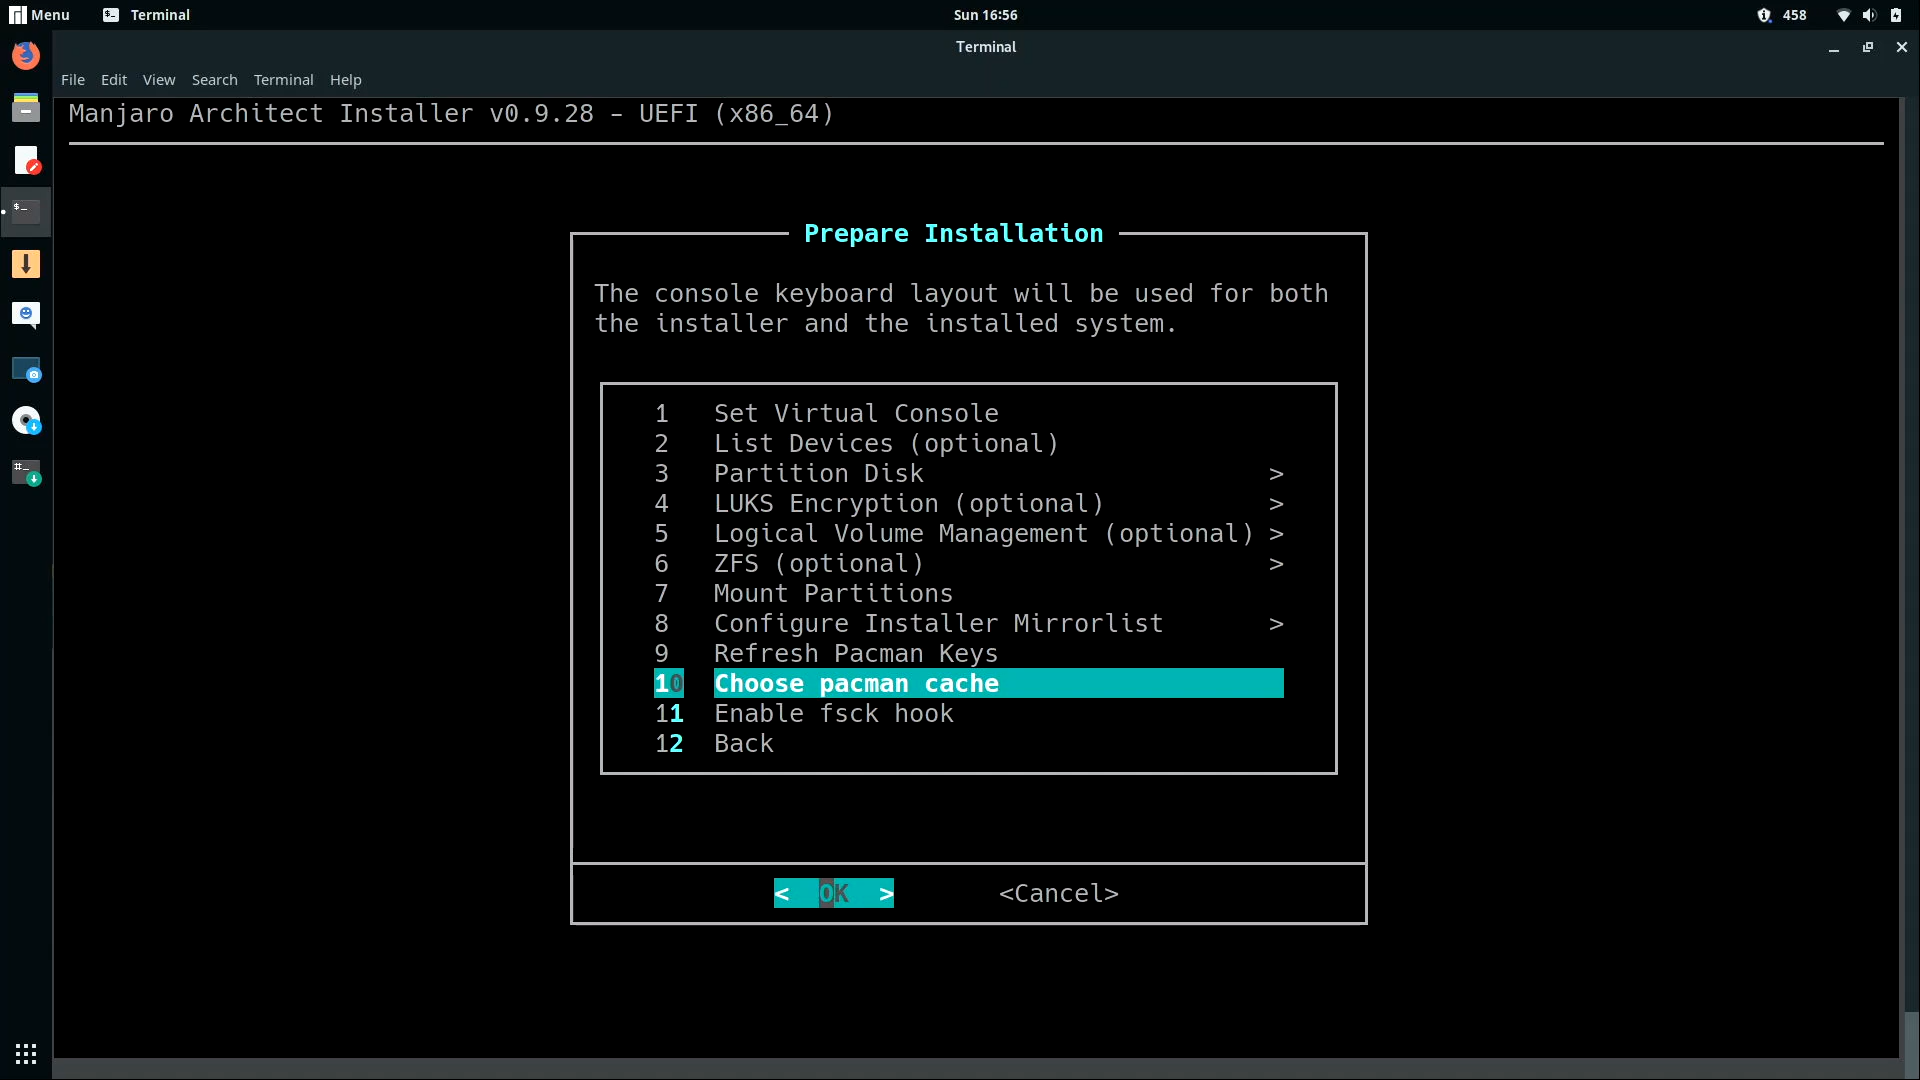 Menu Terminal Sun 16:56 458
Terminal
File Edit View Search Terminal Help
Manjaro Architect Installer v0.9.28 - UEFI (x86_64)
Prepare Installation
The console keyboard layout will be used for both
the installer and the installed system.
1 Set Virtual Console
2 List Devices (optional)
3 Partition Disk >
4 LUKS Encryption (optional) >
5 Logical Volume Management (optional) >
6 ZFS (optional) >
7 Mount Partitions
8 Configure Installer Mirrorlist >
9 Refresh Pacman Keys
10 Choose pacman cache
11 Enable fsck hook
12 Back
< OK > <Cancel>